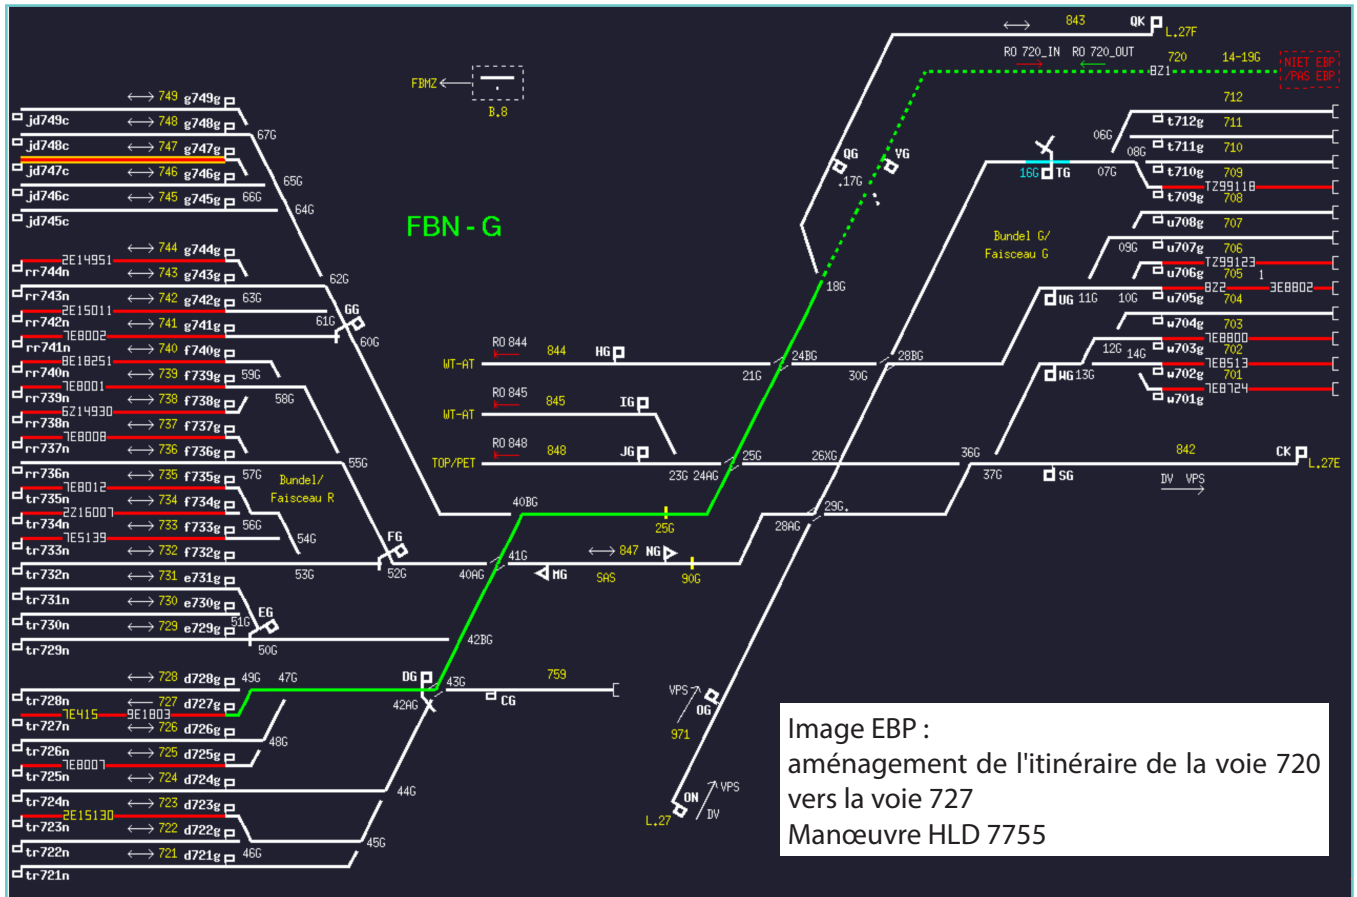 843 QK
L.27F
RO 720_IN RO 720_OUT 720 14-19G
BZ1
NIET EBP
/PAS EBP
FBMZ
B.8
749 g749g
jd749c
748 g748g
67G
jd748c
747 g747g
jd747c
746 g746g
65G
jd746c
745 g745g
66G
64G
jd745c
FBN - G
QG
VG
.17G
18G
712
06G
t712g
711
t711g
710
08G
16G TG
07G
t710g
709
TZ99118
t709g
708
Bundel G/
Faisceau G
u708g
707
09G
u707g
706
TZ99123
u706g
705 1
UG 11G 10G
BZ2 3E8802
u705g
704
w704g
703
12G
7E8800
w703g
702
14G
WG 13G
7E8513
w702g
701
7E8724
w701g
744 g744g
2E14951
rr744n
743 g743g
62G
rr743n
742 g742g
63G
2E15011
rr742n
61G
GG
741 g741g
7E8002
60G
rr741n
740 f740g
8E18251
rr740n
739 f739g
59G
7E8001
rr739n
738 f738g
58G
6Z14930
rr738n
737 f737g
7E8008
rr737n
736 f736g
55G
rr736n
735 f735g
57G
7E8012
tr735n
734 f734g
Bundel/
Faisceau R
2Z16007
tr734n
733 f733g
56G
7E5139
54G
tr733n
732 f732g
53G
FG
52G
tr732n
731 e731g
tr731n
730 e730g
51G
EG
tr730n
729 e729g
50G
tr729n
728 d728g
49G 47G
tr728n
727 d727g
7E415 9E1803
tr727n
726 d726g
48G
tr726n
725 d725g
7E8007
tr725n
724 d724g
44G
tr724n
723 d723g
2E15130
tr723n
722 d722g
46G
45G
tr722n
721 d721g
tr721n
RO 844
WT-AT 844 HG
21G 24BG 30G 28BG
RO 845
WT-AT 845 IG
RO 848
TOP/PET 848 JG
23G 24AG 25G 26XG 36G 37G
SG
842
CK
L.27E
DV VPS
40BG
25G
28AG 29G.
40AG 41G
MG
847 NG
SAS
90G
42BG
DG
42AG 43G
CG
759
VPS
OG
971
ON
VPS
DV
L.27
Image EBP :
aménagement de l'itinéraire de la voie 720
vers la voie 727
Manœuvre HLD 7755